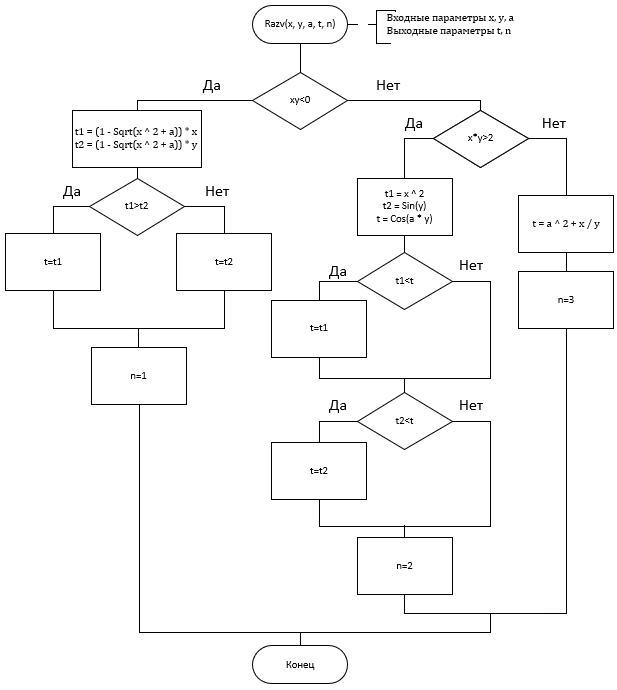 Razv(x, y, a, t, n)
Входные параметры x, y, a
Выходные параметры t, n
Да
xy<0
Нет
t1 = (1 - Sqrt(x ^ 2 + a)) * x
t2 = (1 - Sqrt(x ^ 2 + a)) * y
Да
x*y>2
Нет
Да
t1>t2
Нет
t1 = x ^ 2
t2 = Sin(y)
t = Cos(a * y)
t = a ^ 2 + x / y
t=t1
t=t2
Да
t1<t
Нет
n=3
t=t1
n=1
Да
t2<t
Нет
t=t2
n=2
Конец